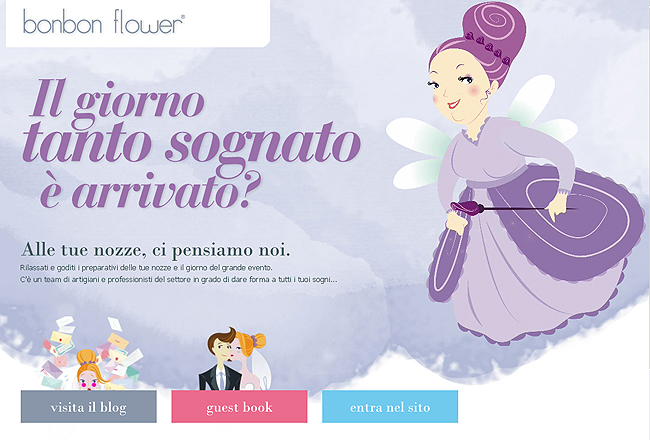 bonbon flower®
Il giorno
tanto sognato
è arrivato?
Alle tue nozze, ci pensiamo noi.
Rilassati e goditi i preparativi delle tue nozze e il giorno del grande evento.
C'è un team di artigiani e professionisti del settore in grado di dare forma a tutti i tuoi sogni...
visita il blog
guest book
entra nel sito